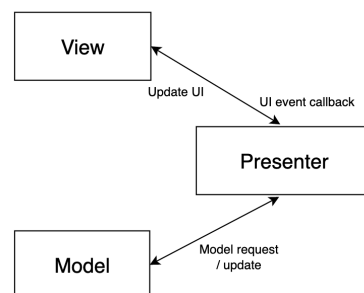 View
Update UI
UI event callback
Presenter
Model request
/ update
Model